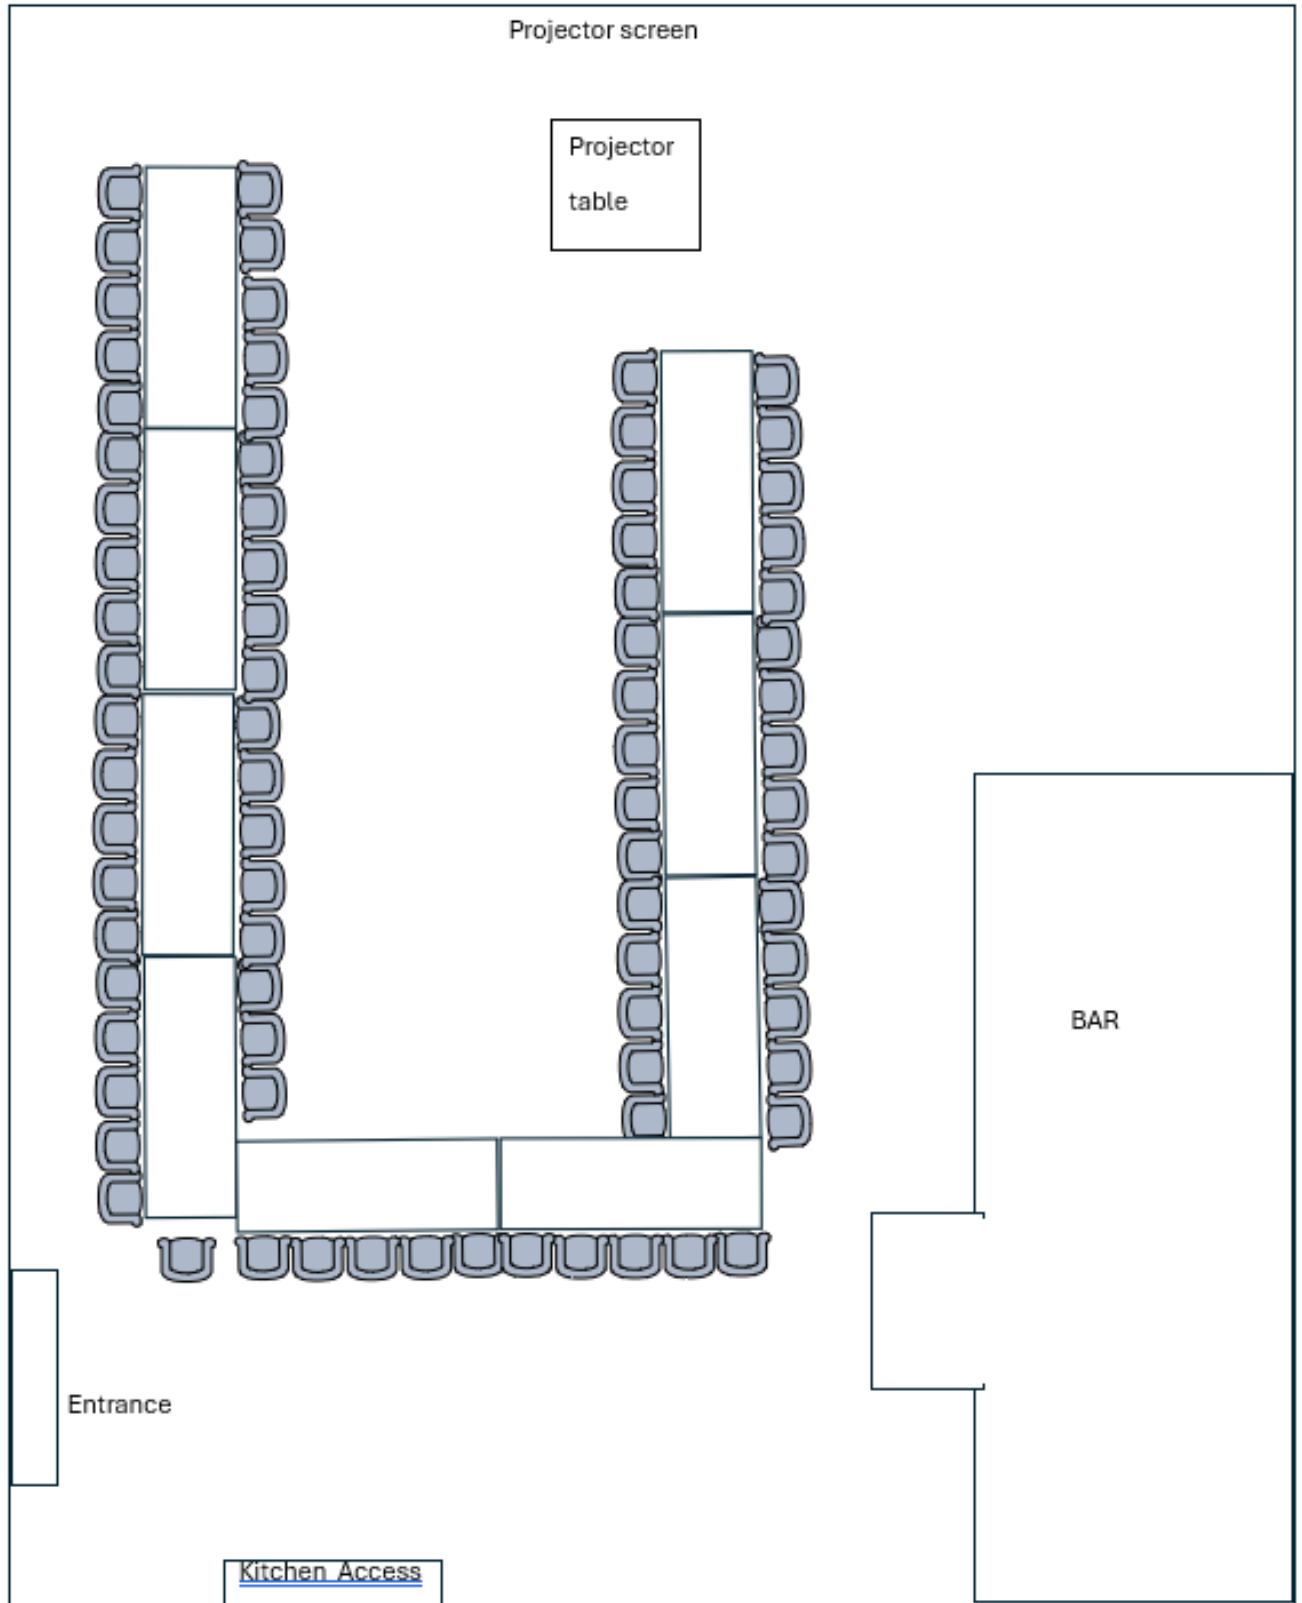 Projector screen
Projector
table
BAR
Entrance
Kitchen  Access